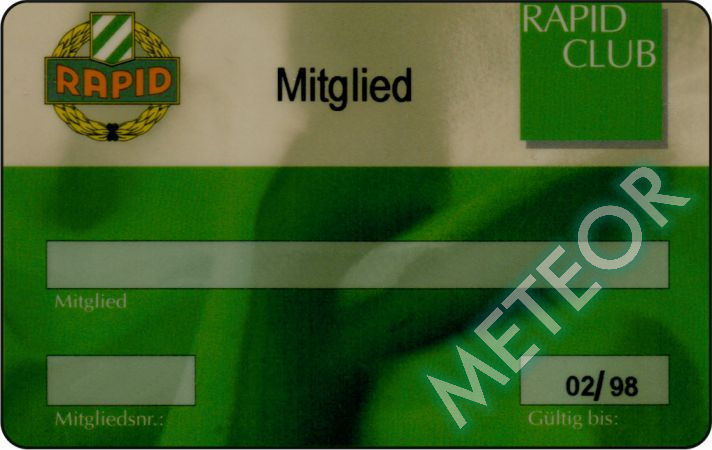 RAPID
Mitglied
RAPID
CLUB
Mitglied
02/98
Mitgliedsnr.:
Gültig bis:
METEOR